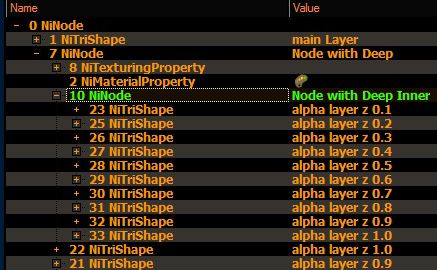 Name Value
0 NiNode
1 NiTriShape main Layer
7 NiNode Node wiith Deep
8 NiTexturingProperty
2 NiMaterialProperty
10 NiNode Node wiith Deep Inner
23 NiTriShape alpha layer z 0.1
25 NiTriShape alpha layer z 0.2
26 NiTriShape alpha layer z 0.3
27 NiTriShape alpha layer z 0.4
28 NiTriShape alpha layer z 0.5
29 NiTriShape alpha layer z 0.6
30 NiTriShape alpha layer z 0.7
31 NiTriShape alpha layer z 0.8
32 NiTriShape alpha layer z 0.9
33 NiTriShape alpha layer z 1.0
22 NiTriShape alpha layer z 1.0
21 NiTriShape alpha layer z 0.9